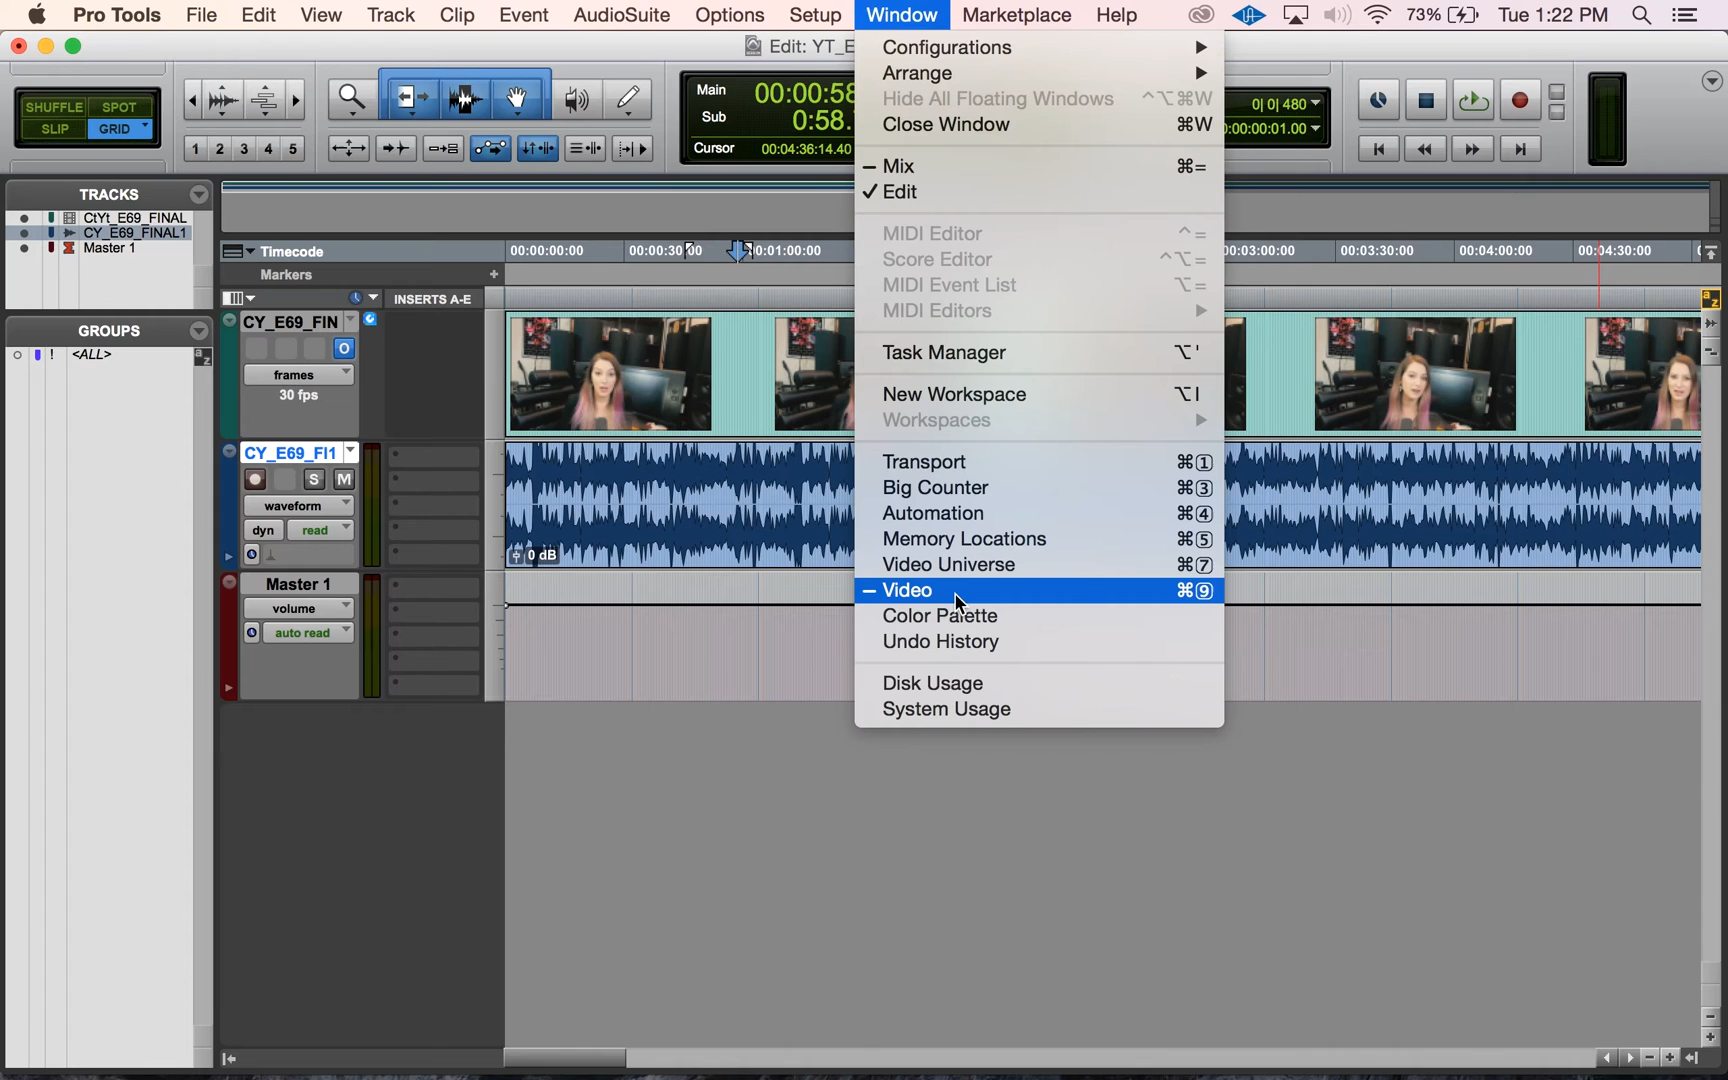 Pro Tools File Edit View Track Clip Event AudioSuite Options Setup Window Marketplace Help 73% Tue 1:22 PM
Edit: YT_E
SHUFFLE SPOT
SLIP GRID
1 2 3 4 5
Main 00:00:58
Sub 0:58.
Cursor 00:04:36:14.40
0| 0| 480
0:00:00:01.00
Configurations
Arrange
Hide All Floating Windows ⌃⌥⌘W
Close Window ⌘W
Mix ⌘=
✓ Edit
MIDI Editor ⌃=
Score Editor ⌃⌥=
MIDI Event List ⌥=
MIDI Editors
Task Manager ⌥'
New Workspace ⌥I
Workspaces
Transport ⌘1
Big Counter ⌘3
Automation ⌘4
Memory Locations ⌘5
Video Universe ⌘7
Video ⌘9
Color Palette
Undo History
Disk Usage
System Usage
TRACKS
CtYt_E69_FINAL
CY_E69_FINAL1
Master 1
GROUPS
! <ALL>
a z
Timecode
00:00:00:00 00:00:30:00 0:01:00:00 00:03:00:00 00:03:30:00 00:04:00:00 00:04:30:00
Markers
INSERTS A-E
a z
CY_E69_FIN
O
frames
30 fps
CY_E69_FI1
S M
waveform
dyn read
0 dB
Master 1
volume
auto read